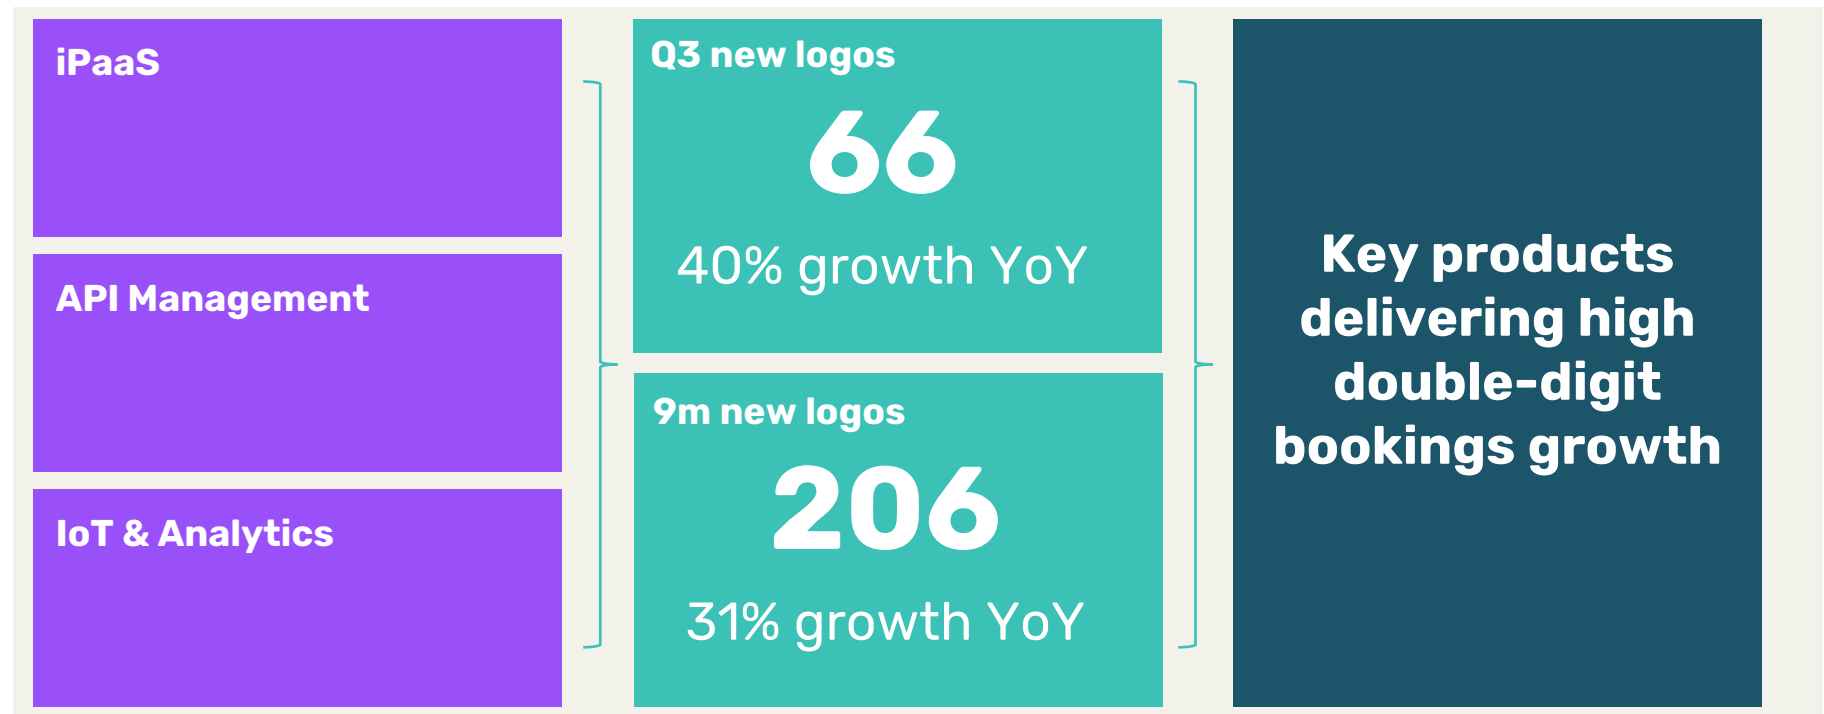 iPaaS
API Management
IoT & Analytics
Q3 new logos
66
40% growth YoY
9m new logos
206
31% growth YoY
Key products
delivering high
double-digit
bookings growth